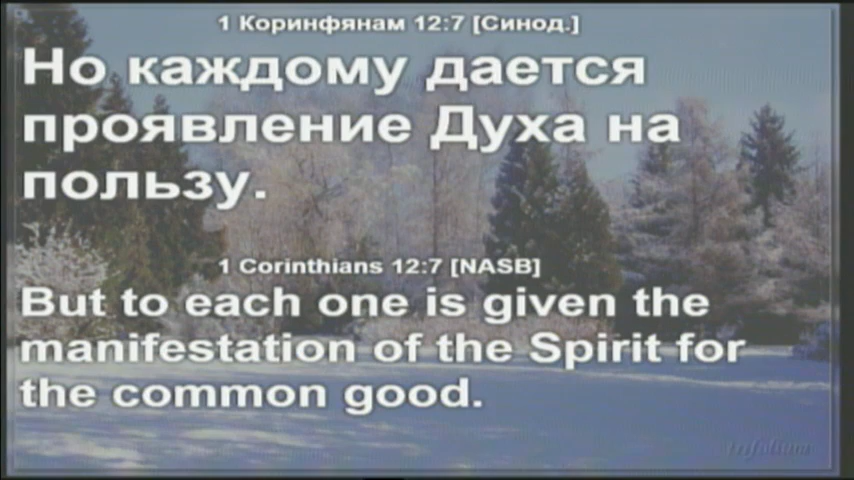 1 Коринфянам 12:7 [Синод.]
Но каждому дается
проявление Духа на
пользу.
1 Corinthians 12:7 [NASB]
But to each one is given the
manifestation of the Spirit for
the common good.
trifolium